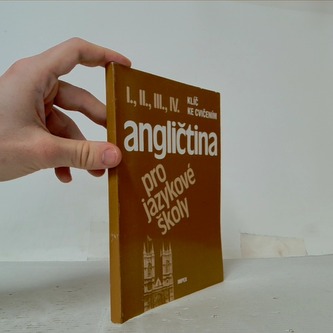 I., II., III., IV.
KLÍČ
KE CVIČENÍM
angličtina
pro
jazykové
školy